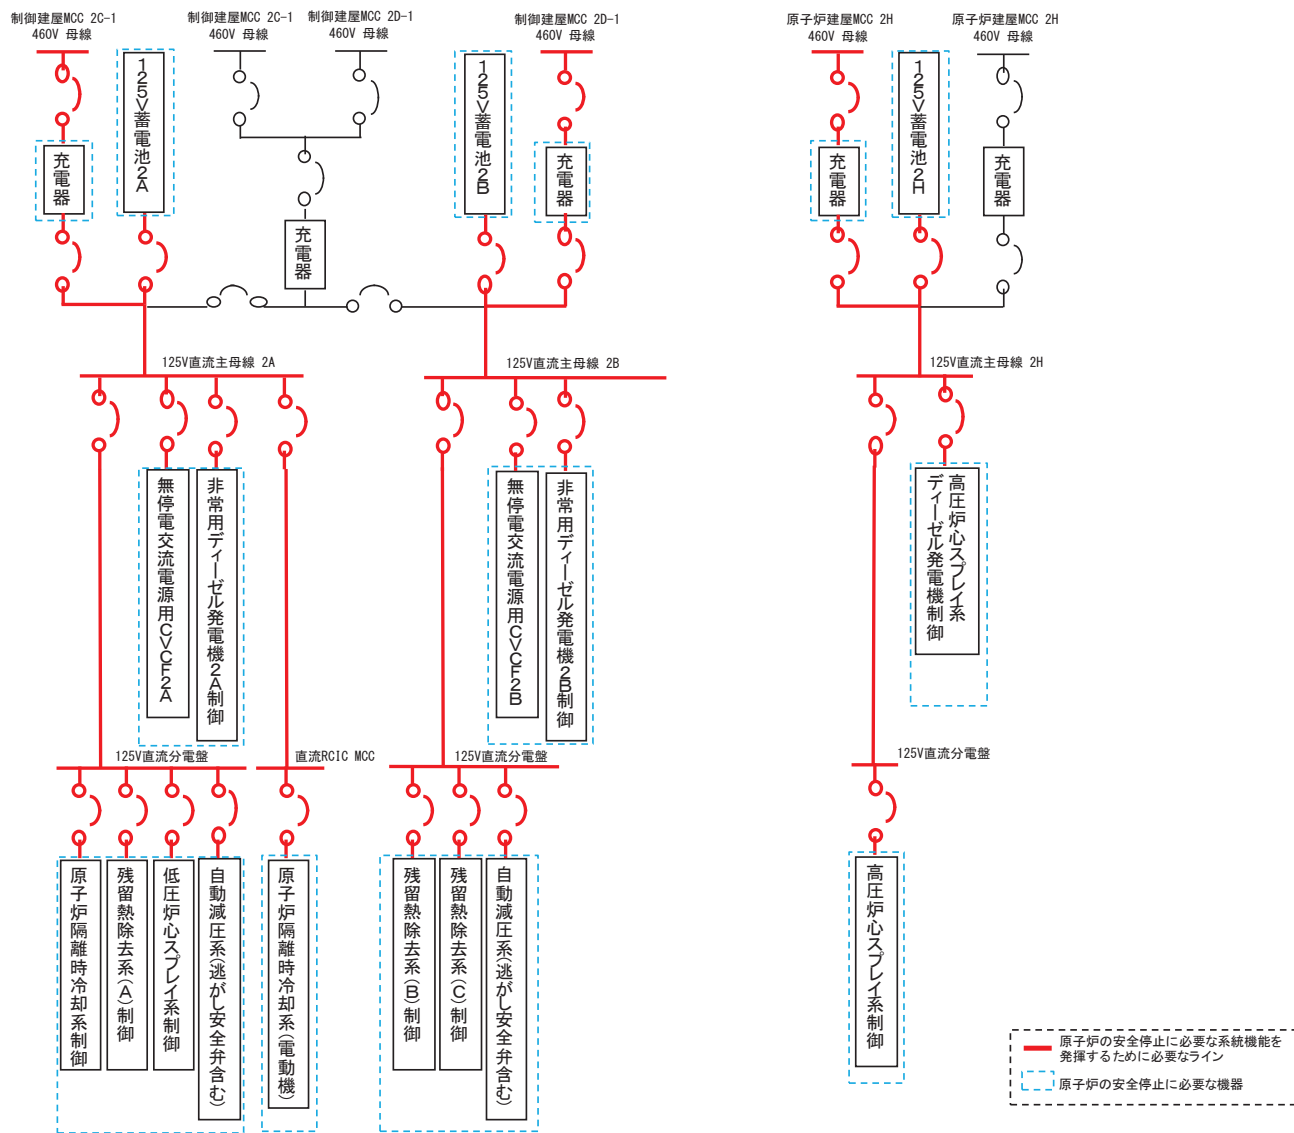 制御建屋MCC 2C-1
460V 母線
制御建屋MCC 2C-1
460V 母線
制御建屋MCC 2D-1
460V 母線
制御建屋MCC 2D-1
460V 母線
原子炉建屋MCC 2H
460V 母線
原子炉建屋MCC 2H
460V 母線
充電器
125V蓄電池2A
充電器
125V蓄電池2B
充電器
充電器
125V蓄電池2H
充電器
125V直流主母線 2A
125V直流主母線 2B
125V直流主母線 2H
無停電交流電源用CVCF2A
非常用ディーゼル発電機2A制御
無停電交流電源用CVCF2B
非常用ディーゼル発電機2B制御
高圧炉心スプレイ系
ディーゼル発電機制御
125V直流分電盤
直流RCIC MCC
125V直流分電盤
125V直流分電盤
原子炉隔離時冷却系制御
残留熱除去系(A)制御
低圧炉心スプレイ系制御
自動減圧系(逃がし安全弁含む)
原子炉隔離時冷却系(電動機)
残留熱除去系(B)制御
残留熱除去系(C)制御
自動減圧系(逃がし安全弁含む)
高圧炉心スプレイ系制御
原子炉の安全停止に必要な系統機能を
発揮するために必要なライン
原子炉の安全停止に必要な機器